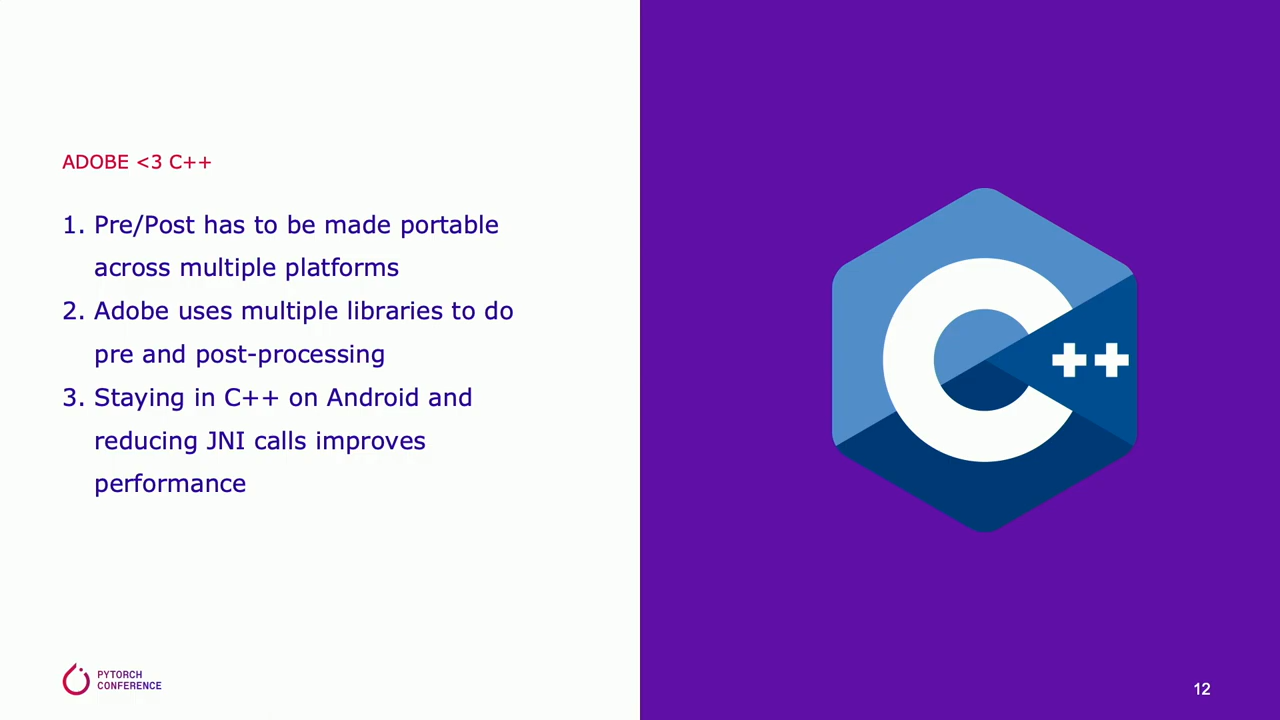 ADOBE <3 C++
1. Pre/Post has to be made portable
across multiple platforms
2. Adobe uses multiple libraries to do
pre and post-processing
3. Staying in C++ on Android and
reducing JNI calls improves
performance
C++
PYTORCH
CONFERENCE
12